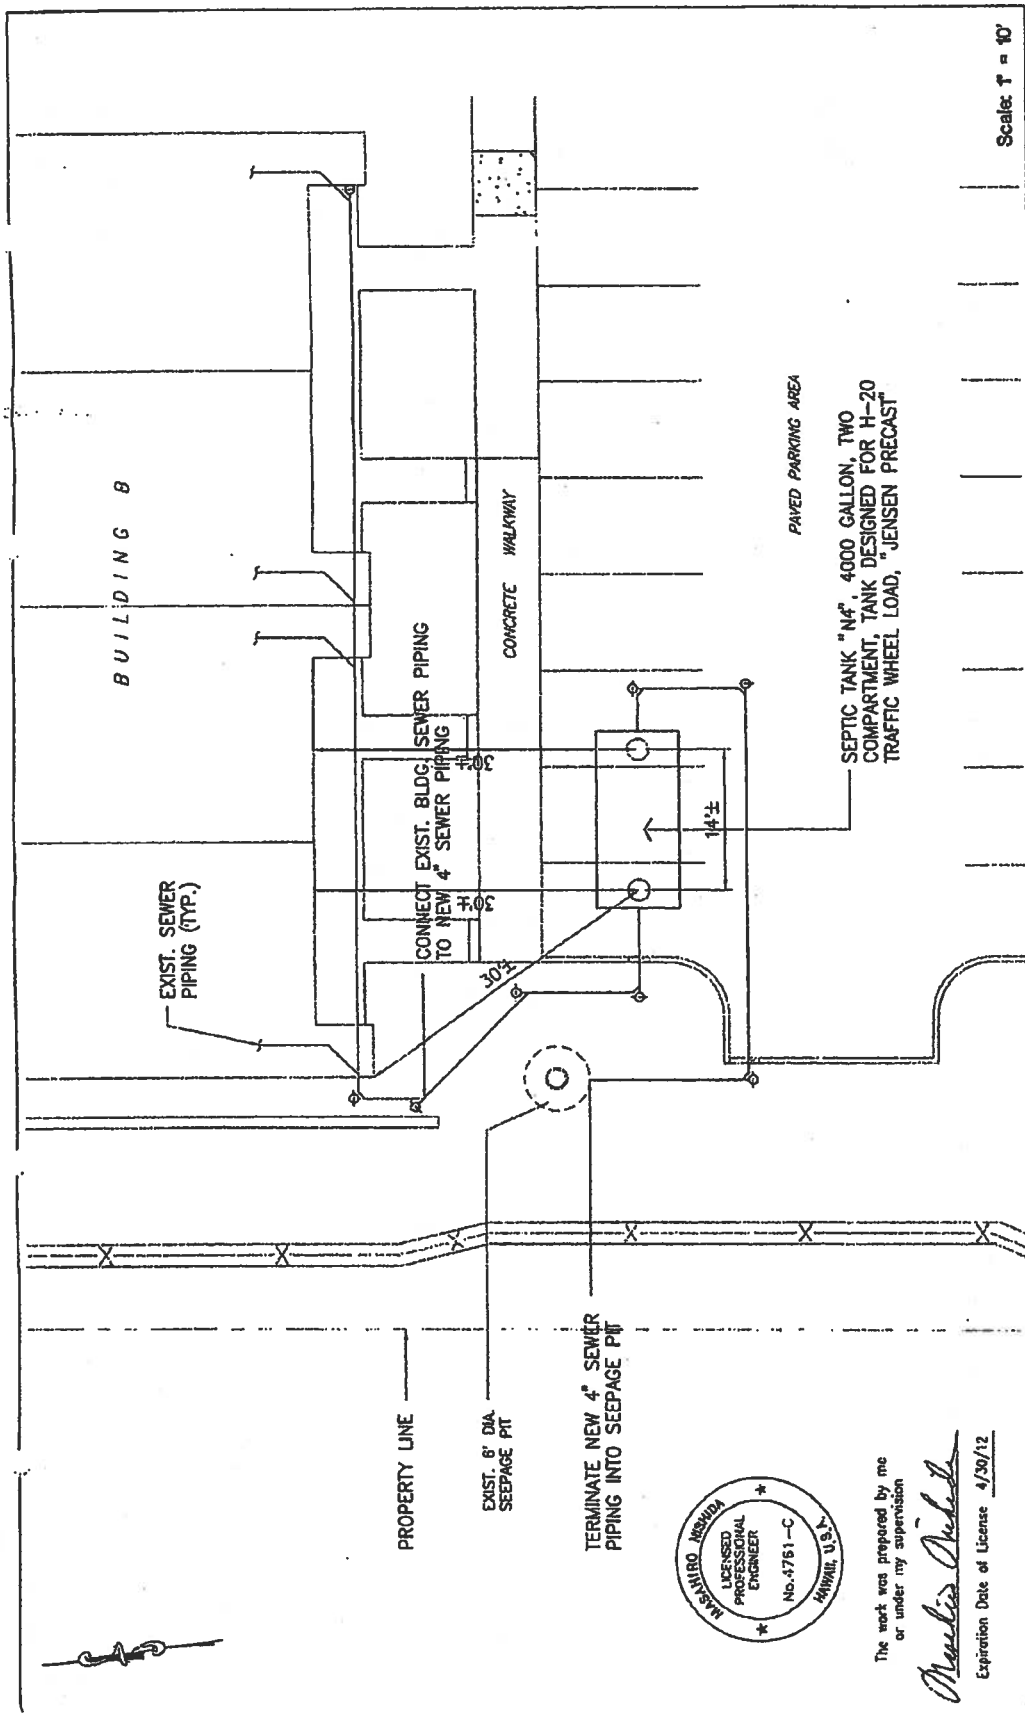 BUILDING B
EXIST. SEWER
PIPING (TYP.)
CONNECT EXIST. BLDG. SEWER PIPING
TO NEW 4" SEWER PIPING
30'±
30'±
30'±
14'±
CONCRETE WALKWAY
PAVED PARKING AREA
SEPTIC TANK "N4", 4000 GALLON, TWO
COMPARTMENT, TANK DESIGNED FOR H-20
TRAFFIC WHEEL LOAD, "JENSEN PRECAST"
PROPERTY LINE
EXIST. 6' DIA.
SEEPAGE PIT
TERMINATE NEW 4" SEWER
PIPING INTO SEEPAGE PIT
MASAHIRO NISHIDA
LICENSED
PROFESSIONAL
ENGINEER
No.4761-C
HAWAII, U.S.A.
The work was prepared by me
or under my supervision
Masahiro Nishida
Expiration Date of License 4/30/12
Scale: 1" = 10'